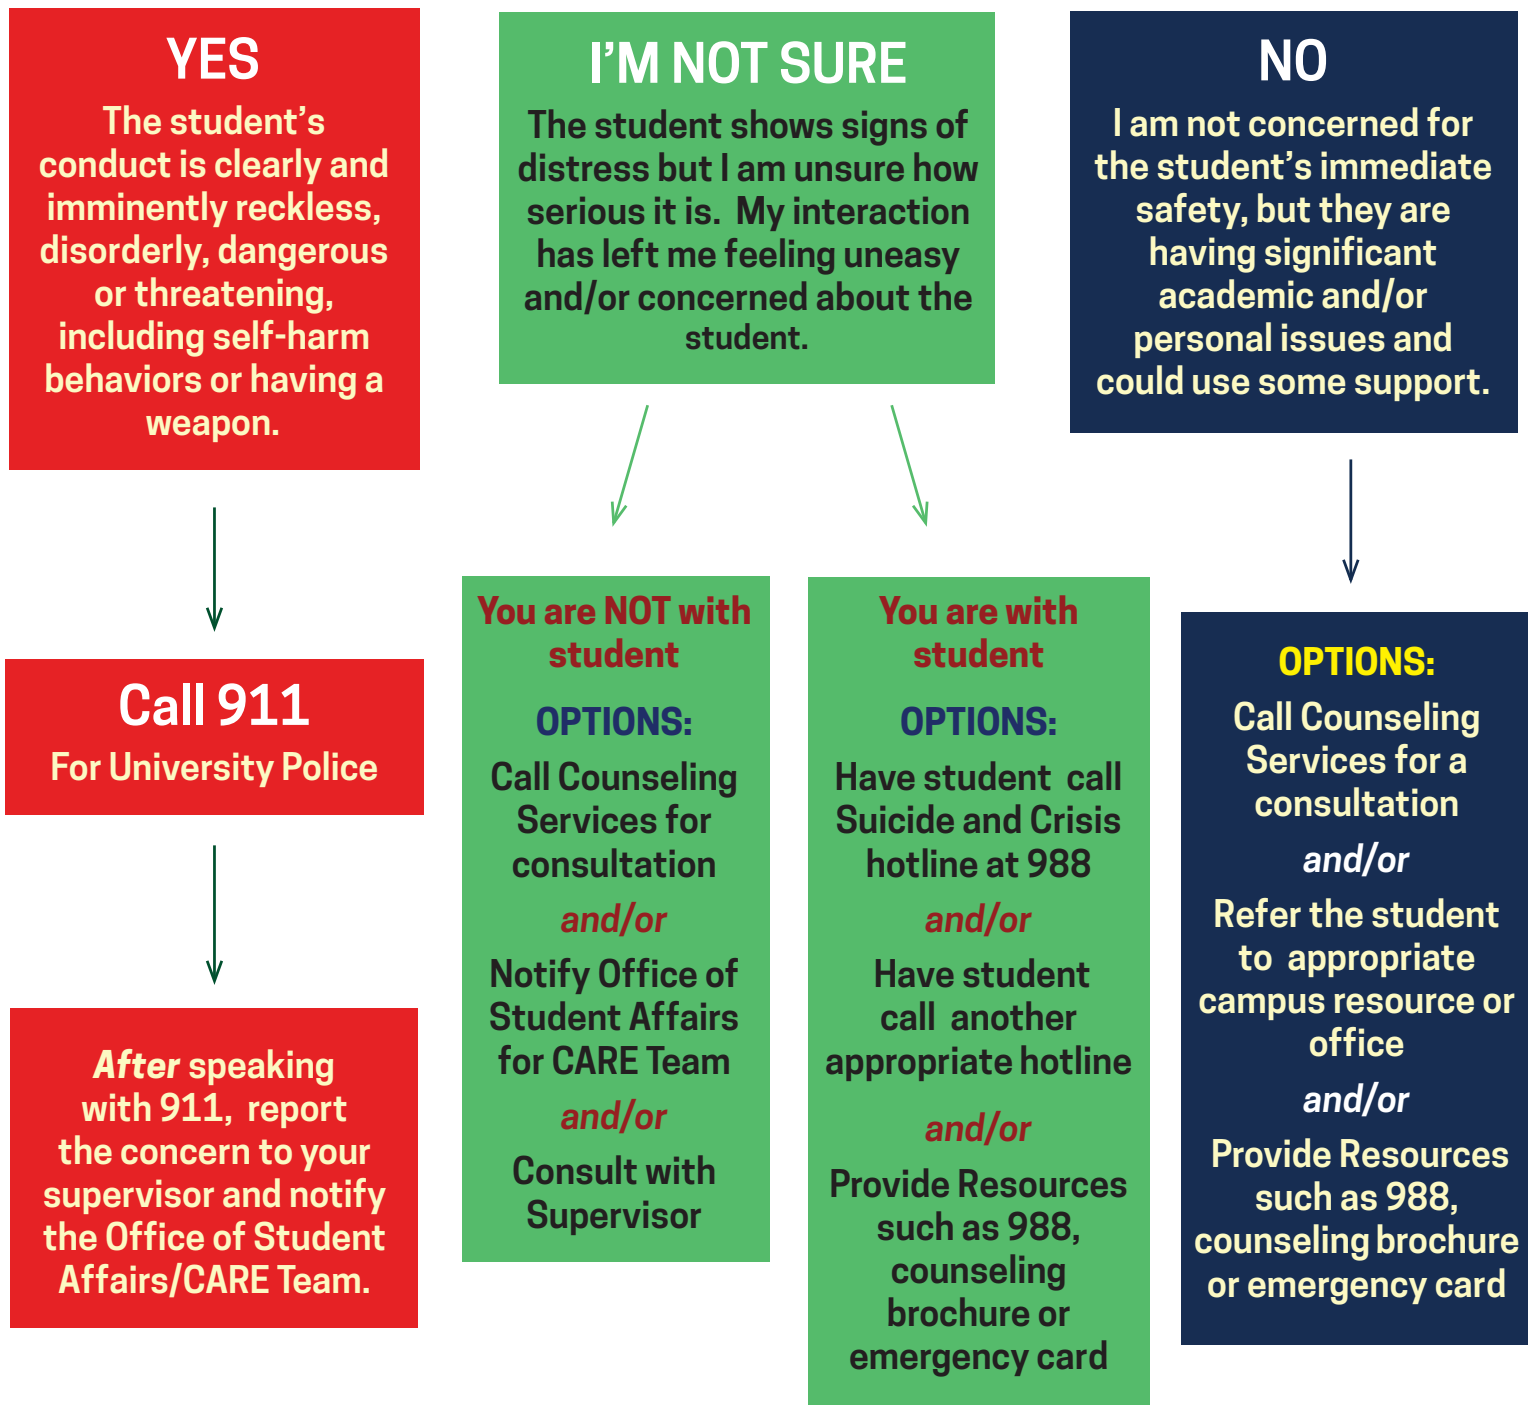 YES
The student’s
conduct is clearly and
imminently reckless,
disorderly, dangerous
or threatening,
including self-harm
behaviors or having a
weapon.
Call 911
For University Police
After speaking
with 911, report
the concern to your
supervisor and notify
the Office of Student
Affairs/CARE Team.
I’M NOT SURE
The student shows signs of
distress but I am unsure how
serious it is. My interaction
has left me feeling uneasy
and/or concerned about the
student.
You are NOT with
student
OPTIONS:
Call Counseling
Services for
consultation
and/or
Notify Office of
Student Affairs
for CARE Team
and/or
Consult with
Supervisor
You are with
student
OPTIONS:
Have student call
Suicide and Crisis
hotline at 988
and/or
Have student
call another
appropriate hotline
and/or
Provide Resources
such as 988,
counseling
brochure or
emergency card
NO
I am not concerned for
the student’s immediate
safety, but they are
having significant
academic and/or
personal issues and
could use some support.
OPTIONS:
Call Counseling
Services for a
consultation
and/or
Refer the student
to appropriate
campus resource or
office
and/or
Provide Resources
such as 988,
counseling brochure
or emergency card